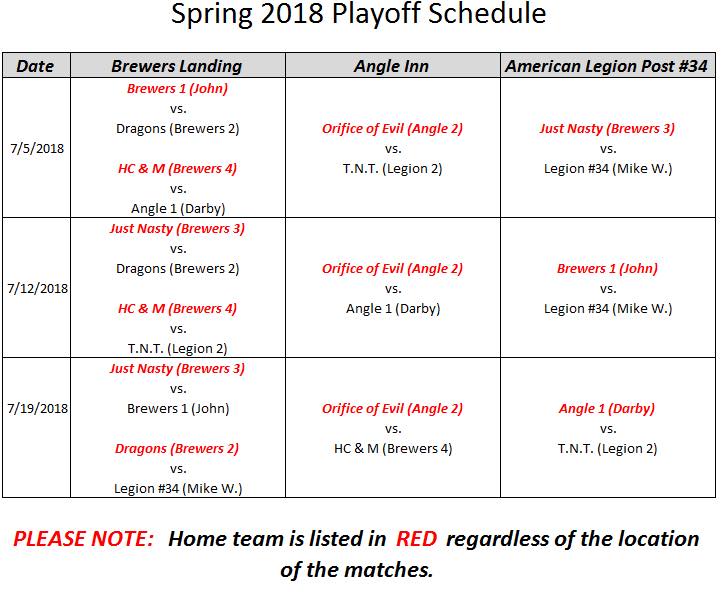 Spring 2018 Playoff Schedule
Date Brewers Landing Angle Inn American Legion Post #34
7/5/2018
Brewers 1 (John)
vs.
Dragons (Brewers 2)
HC & M (Brewers 4)
vs.
Angle 1 (Darby)
Orifice of Evil (Angle 2)
vs.
T.N.T. (Legion 2)
Just Nasty (Brewers 3)
vs.
Legion #34 (Mike W.)
7/12/2018
Just Nasty (Brewers 3)
vs.
Dragons (Brewers 2)
HC & M (Brewers 4)
vs.
T.N.T. (Legion 2)
Orifice of Evil (Angle 2)
vs.
Angle 1 (Darby)
Brewers 1 (John)
vs.
Legion #34 (Mike W.)
7/19/2018
Just Nasty (Brewers 3)
vs.
Brewers 1 (John)
Dragons (Brewers 2)
vs.
Legion #34 (Mike W.)
Orifice of Evil (Angle 2)
vs.
HC & M (Brewers 4)
Angle 1 (Darby)
vs.
T.N.T. (Legion 2)
PLEASE NOTE: Home team is listed in RED regardless of the location
of the matches.